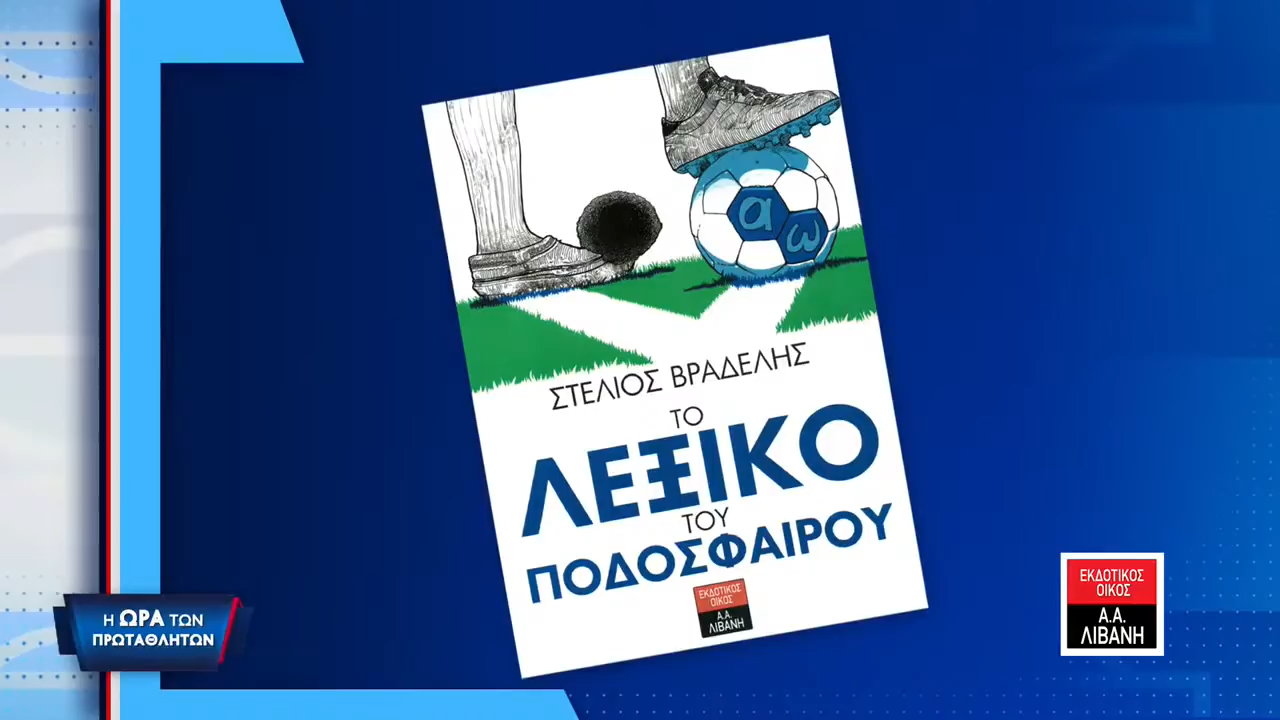 α
ω
ΣΤΕΛΙΟΣ ΒΡΑΔΕΛΗΣ
ΤΟ
ΛΕΞΙΚΟ
ΤΟΥ
ΠΟΔΟΣΦΑΙΡΟΥ
ΕΚΔΟΤΙΚΟΣ
ΟΙΚΟΣ
Α.Α.
ΛΙΒΑΝΗ
Η ΩΡΑ ΤΩΝ
ΠΡΩΤΑΘΛΗΤΩΝ
ΕΚΔΟΤΙΚΟΣ
ΟΙΚΟΣ
Α.Α.
ΛΙΒΑΝΗ